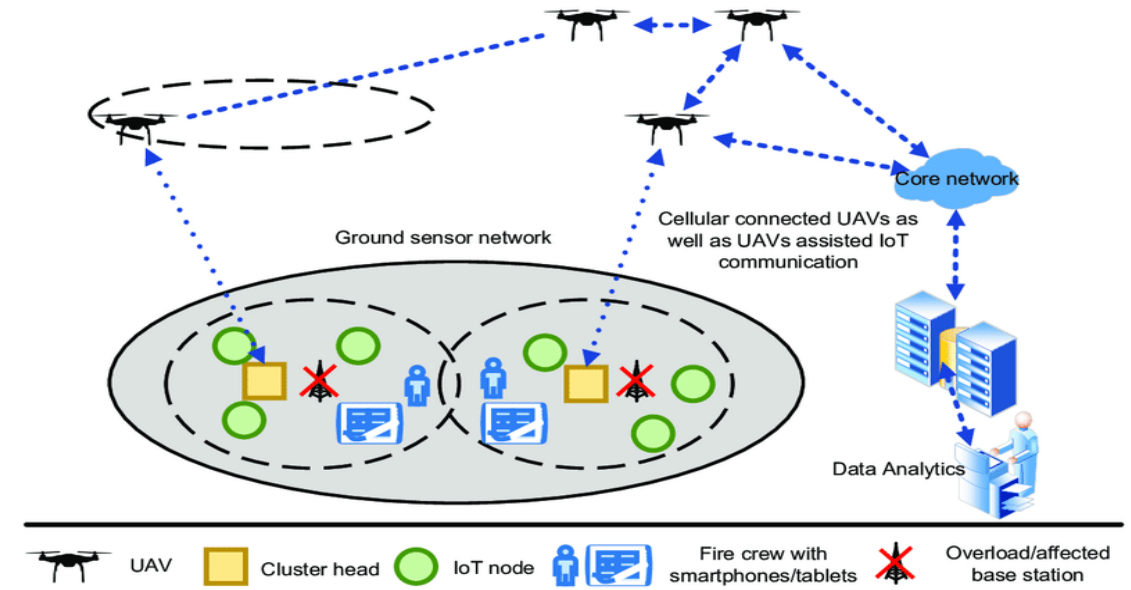 Core network
Cellular connected UAVs as
well as UAVs assisted IoT
communication
Ground sensor network
Data Analytics
UAV
Cluster head
IoT node
Fire crew with
smartphones/tablets
Overload/affected
base station